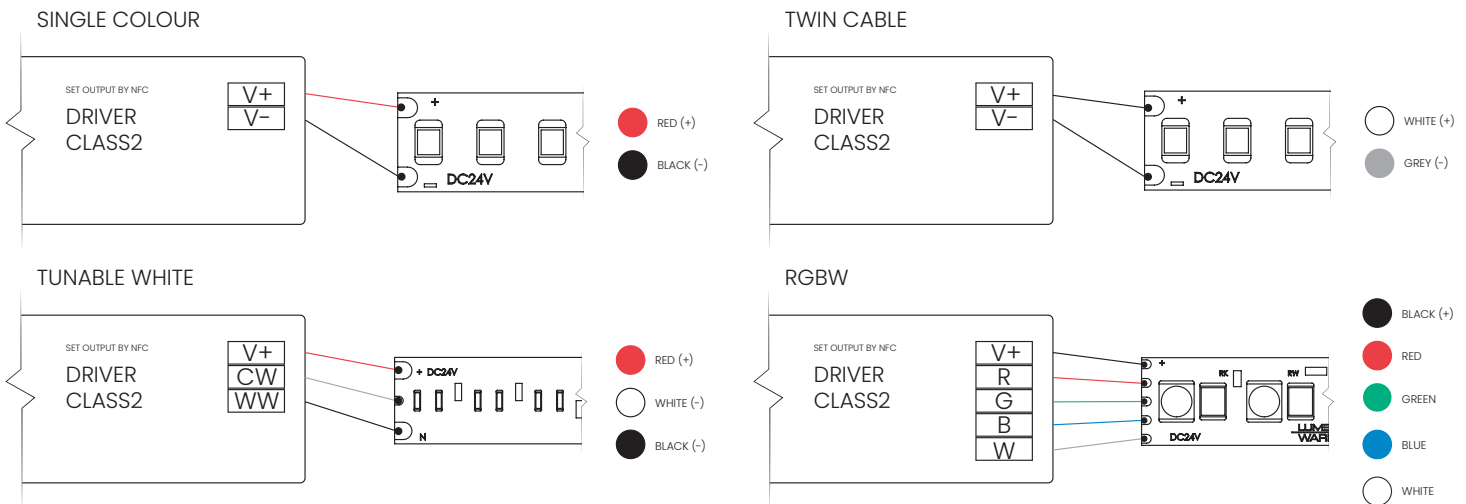 SINGLE COLOUR
SET OUTPUT BY NFC
DRIVER
CLASS2
V+
V-
+
DC24V
RED (+)
BLACK (-)
TWIN CABLE
SET OUTPUT BY NFC
DRIVER
CLASS2
V+
V-
+
DC24V
WHITE (+)
GREY (-)
TUNABLE WHITE
SET OUTPUT BY NFC
DRIVER
CLASS2
V+
CW
WW
+ DC24V
N
RED (+)
WHITE (-)
BLACK (-)
RGBW
SET OUTPUT BY NFC
DRIVER
CLASS2
V+
R
G
B
W
+
RK
RW
DC24V
BLACK (+)
RED
GREEN
BLUE
WHITE